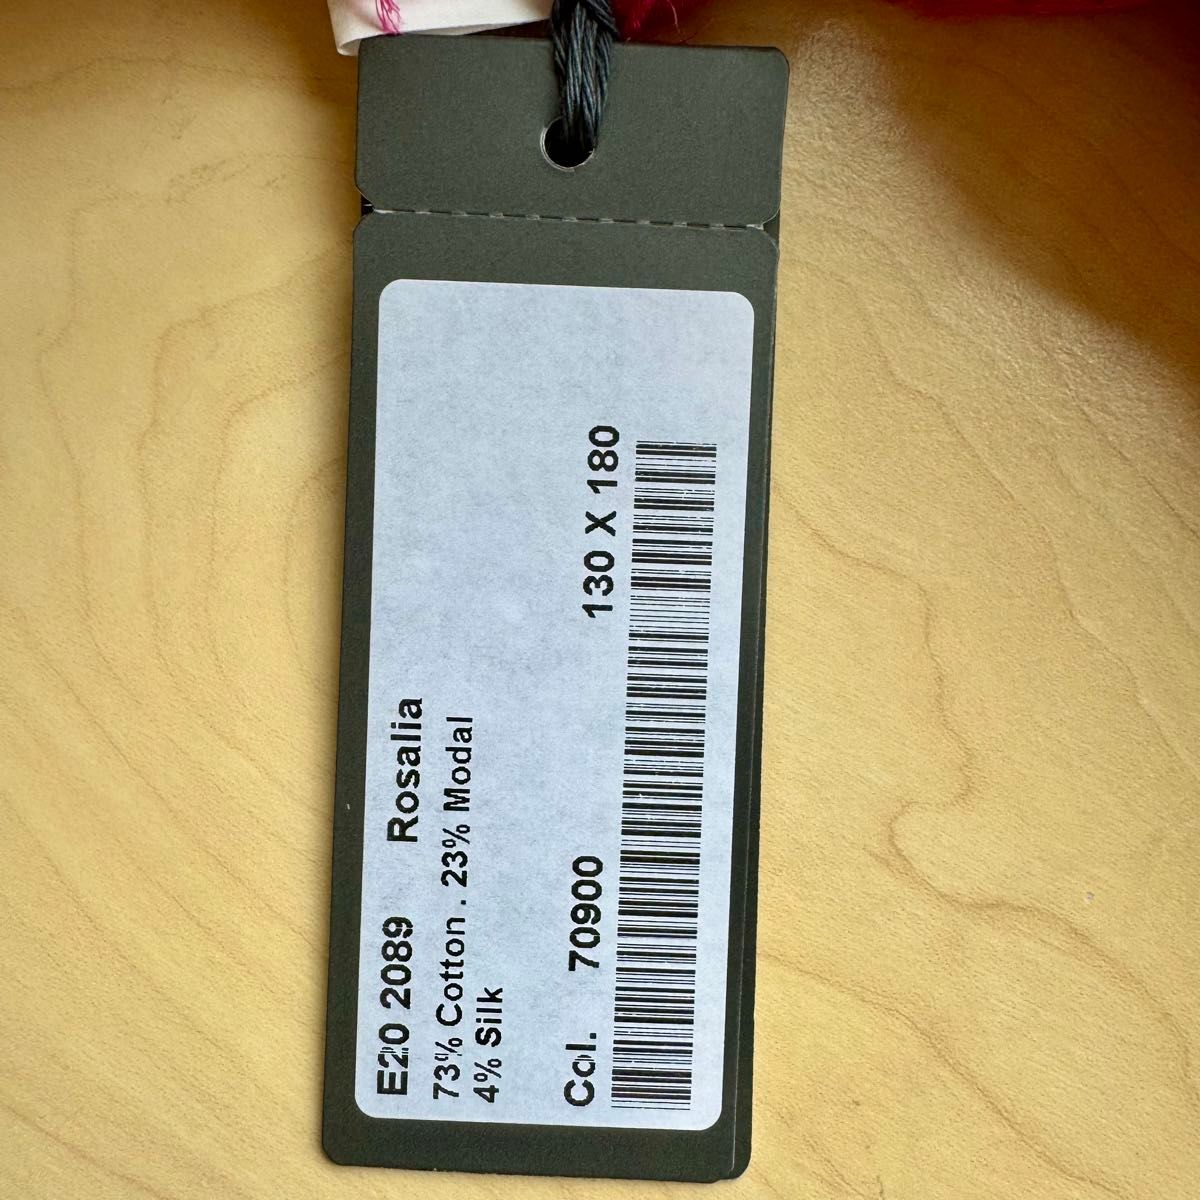 E20 2089 Rosalia
73% Cotton . 23% Modal
4% Silk
Col. 70900 130 X 180